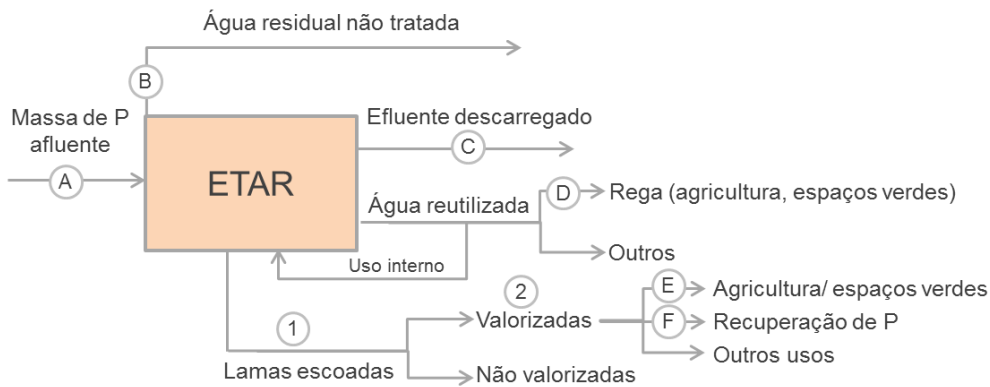 Água residual não tratada
B
Massa de P
afluente
A
ETAR
Efluente descarregado
C
Água reutilizada
D
Rega (agricultura, espaços verdes)
Outros
Uso interno
1
Lamas escoadas
2
Valorizadas
Não valorizadas
E
Agricultura/ espaços verdes
F
Recuperação de P
Outros usos